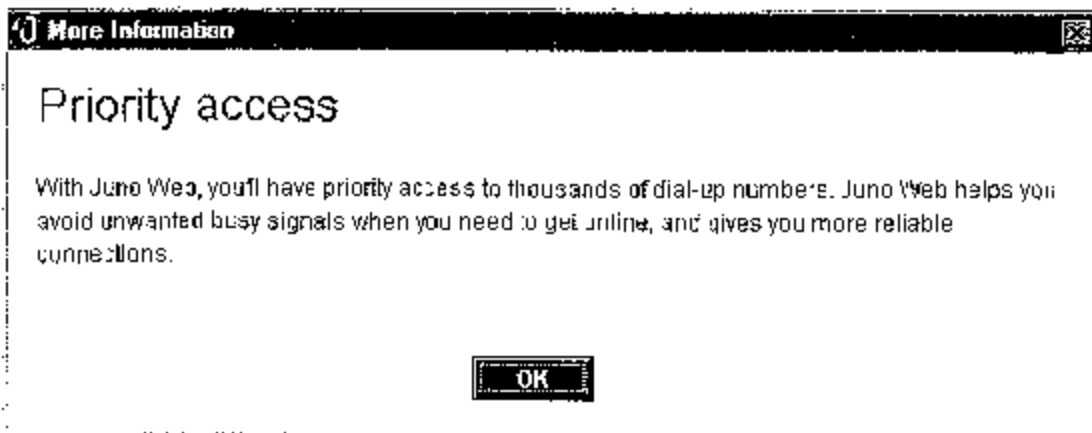 More Information
Priority access
With Juno Web, you'll have priority access to thousands of dial-up numbers. Juno Web helps you
avoid unwanted busy signals when you need to get online, and gives you more reliable
connections.
OK